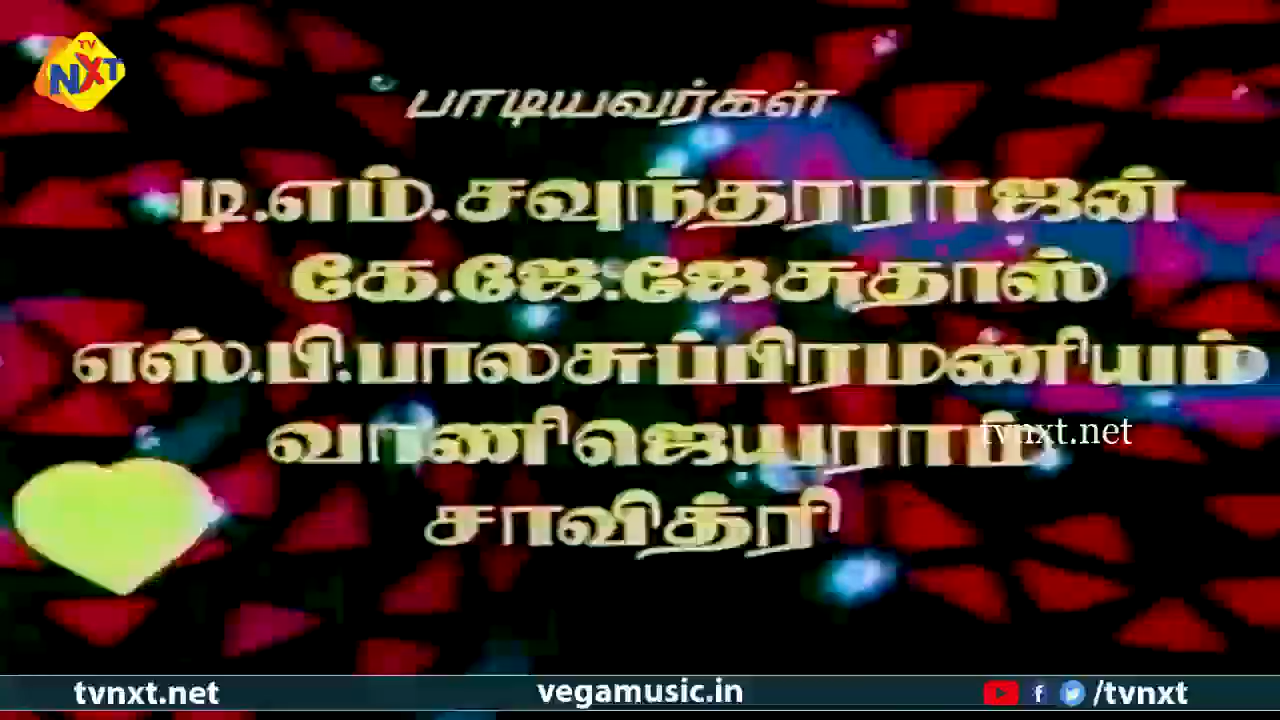 TV
NXT
பாடியவர்கள்
டி.எம்.சவுந்தரராஜன்
கே.ஜே.ஜேசுதாஸ்
எஸ்.பி.பாலசுப்பிரமணியம்
வாணிஜெயராம்
tvnxt.net
சாவித்ரி
tvnxt.net vegamusic.in /tvnxt